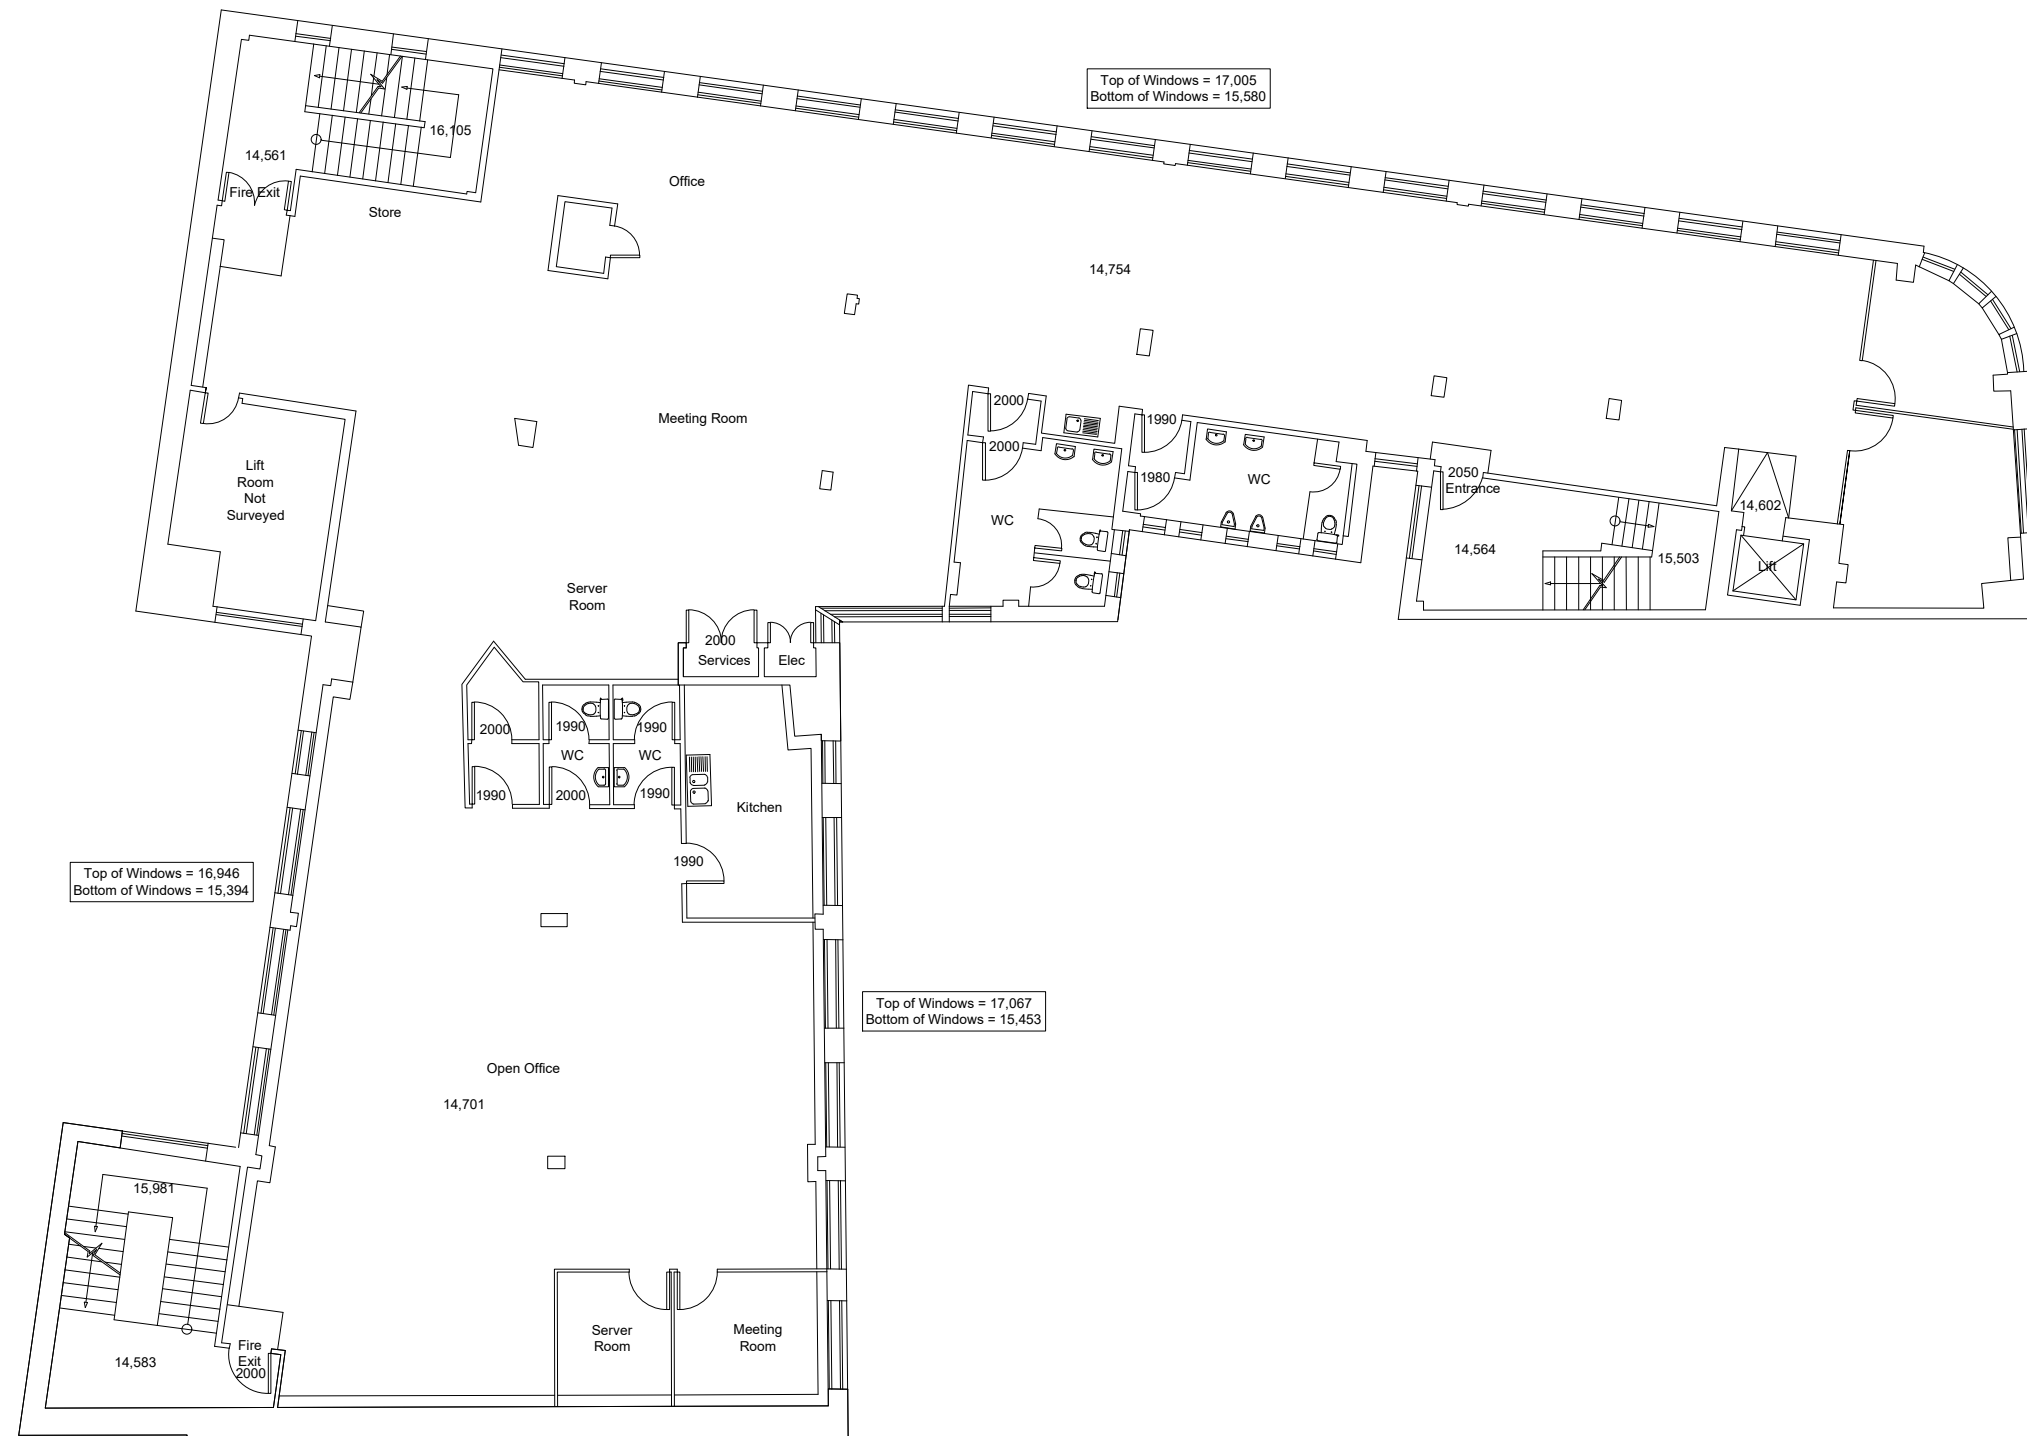 Top of Windows = 17,005
Bottom of Windows = 15,580
16,105
14,561
Fire Exit
Store
Office
14,754
Meeting Room
2000
2000
1990
1980
WC
WC
2050
Entrance
14,564
15,503
14,602
Lift
Lift
Room
Not
Surveyed
Server
Room
2000
Services
Elec
2000
1990
1990
WC
WC
1990
2000
1990
Kitchen
1990
Top of Windows = 16,946
Bottom of Windows = 15,394
Top of Windows = 17,067
Bottom of Windows = 15,453
Open Office
14,701
15,981
14,583
Fire
Exit
2000
Server
Room
Meeting
Room